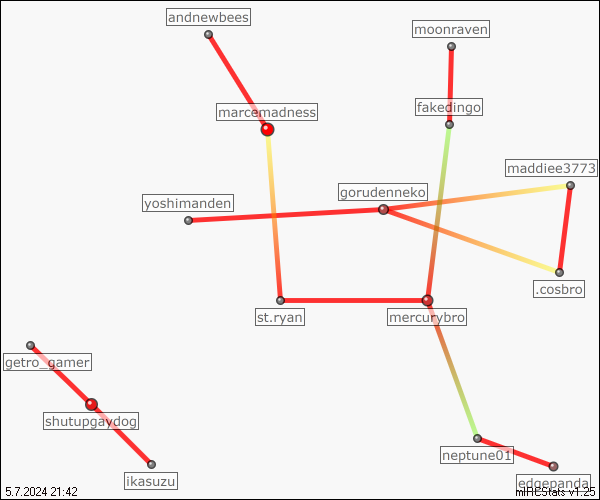 andnewbees
moonraven
fakedingo
marcemadness
maddiee3773
gorudenneko
yoshimanden
.cosbro
st.ryan
mercurybro
getro_gamer
shutupgaydog
neptune01
ikasuzu
edgepanda
5.7.2024 21:42
mIRCStats v1.25